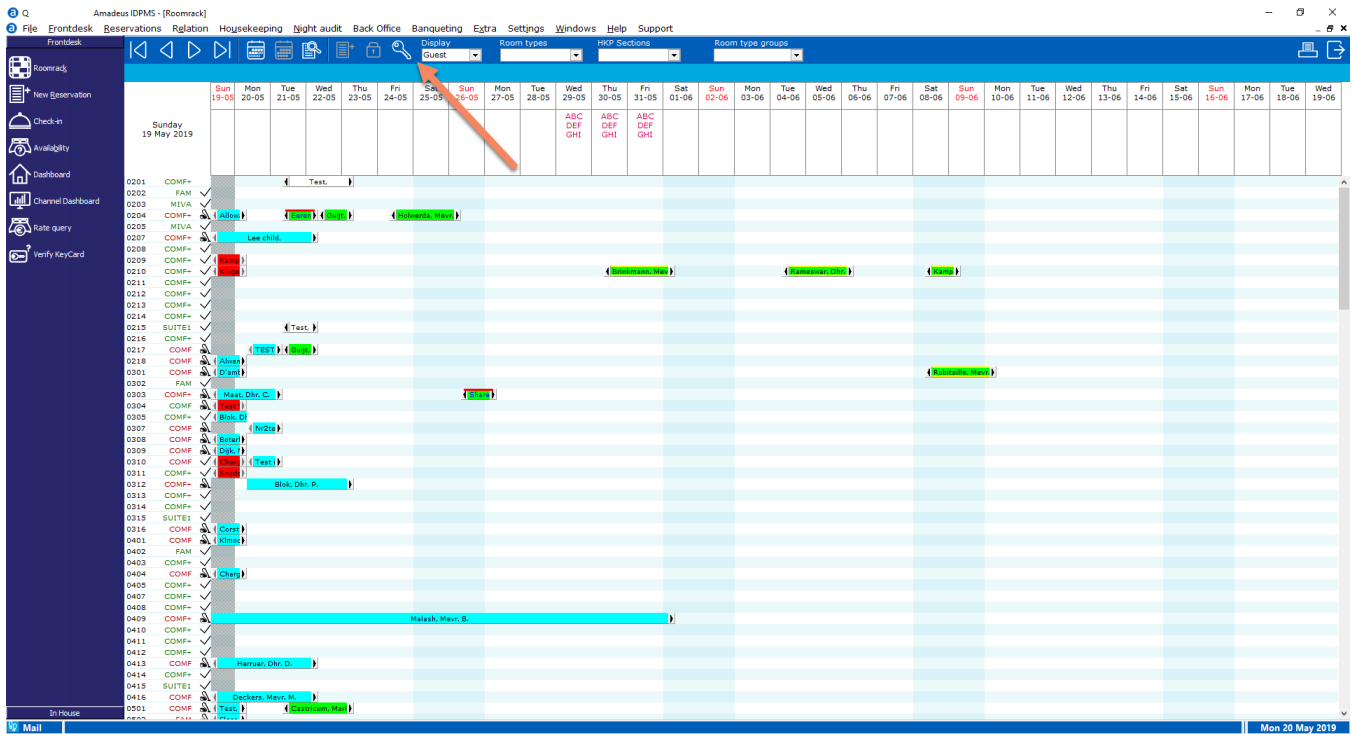 Q Amadeus IDPMS - [Roomrack]
File Frontdesk Reservations Relation Housekeeping Night audit Back Office Banqueting Extra Settings Windows Help Support
Frontdesk
Roomrack
New Reservation
Check-in
Availability
Dashboard
Channel Dashboard
Rate query
Verify KeyCard
In House
Display Room types HKP Sections Room type groups
Guest
Sun Mon Tue Wed Thu Fri Sat Sun Mon Tue Wed Thu Fri Sat Sun Mon Tue Wed Thu Fri Sat Sun Mon Tue Wed Thu Fri Sat Sun Mon Tue Wed
19-05 20-05 21-05 22-05 23-05 24-05 25-05 26-05 27-05 28-05 29-05 30-05 31-05 01-06 02-06 03-06 04-06 05-06 06-06 07-06 08-06 09-06 10-06 11-06 12-06 13-06 14-06 15-06 16-06 17-06 18-06 19-06
Sunday
19 May 2019
ABC ABC ABC
DEF DEF DEF
GHI GHI GHI
0201 COMF+ Test,
0202 FAM
0203 MIVA
0204 COMF+ Allow Eeren Guijt, Holwerda, Mevr.
0205 MIVA
0207 COMF+ Lee child,
0208 COMF+
0209 COMF+ Kamp
0210 COMF+ Brinkmann, Mev Rameswar, Dhr. Kamp
0211 COMF+
0212 COMF+
0213 COMF+
0214 COMF+
0215 SUITE1 Test,
0216 COMF+
0217 COMF TEST Guijt,
0218 COMF Alwan
0301 COMF D'amb Robitaille, Mevr.
0302 FAM
0303 COMF+ Maat, Dhr. C. Share
0304 COMF Test
0305 COMF+ Blok, Dh
0307 COMF Nr2te
0308 COMF Boterl
0309 COMF Dijk,
0310 COMF Charg Test
0311 COMF+ Snijde
0312 COMF+ Blok, Dhr. P.
0313 COMF+
0314 COMF+
0315 SUITE1
0316 COMF Corst
0401 COMF
0402 FAM
0403 COMF+
0404 COMF Charg
0405 COMF+
0407 COMF+
0408 COMF+
0409 COMF+ Malash, Mevr. B.
0410 COMF+
0411 COMF+
0412 COMF+
0413 COMF Herruer, Dhr. D.
0414 COMF+
0415 SUITE1
0416 COMF Deckers, Mevr. M.
0501 COMF Test, Castricum, Mari
Mail Mon 20 May 2019